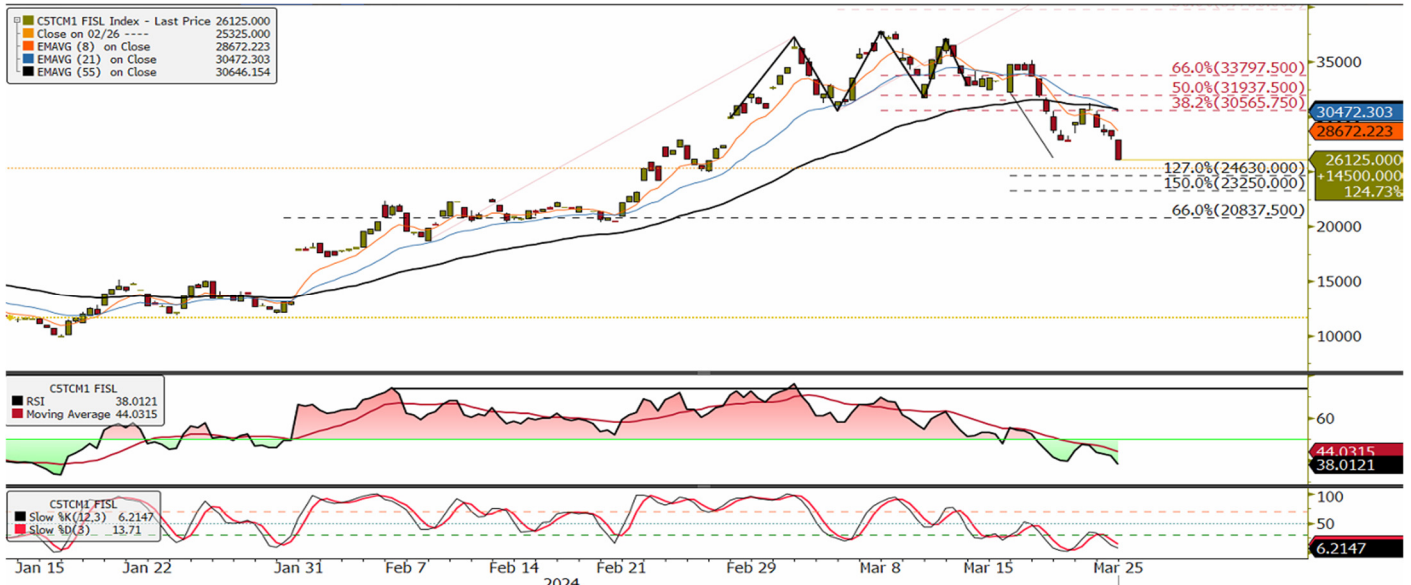 C5TCM1 FISL Index - Last Price 26125.000
Close on 02/26 ---- 25325.000
EMAVG (8) on Close 28672.223
EMAVG (21) on Close 30472.303
EMAVG (55) on Close 30646.154
35000
66.0%(33797.500)
50.0%(31937.500)
38.2%(30565.750)
30472.303
28672.223
26125.000
127.0%(24630.000)
+14500.000
150.0%(23250.000)
124.73%
66.0%(20837.500)
20000
15000
10000
C5TCM1 FISL
RSI 38.0121
Moving Average 44.0315
60
44.0315
38.0121
C5TCM1 FISL
Slow %K(12,3) 6.2147
Slow %D(3) 13.71
100
50
6.2147
Jan 15 Jan 22 Jan 31 Feb 7 Feb 14 Feb 21 Feb 29 Mar 8 Mar 15 Mar 25
2024